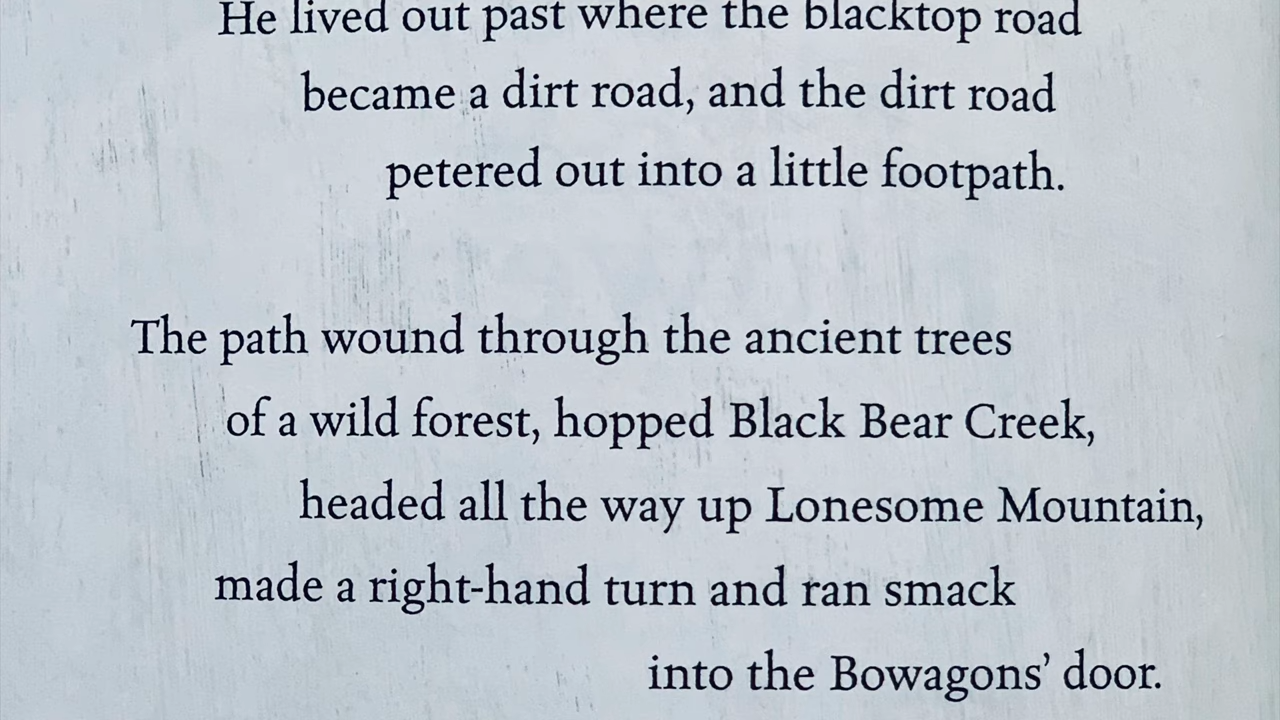 He lived out past where the blacktop road
became a dirt road, and the dirt road
petered out into a little footpath.
The path wound through the ancient trees
of a wild forest, hopped Black Bear Creek,
headed all the way up Lonesome Mountain,
made a right-hand turn and ran smack
into the Bowagons’ door.